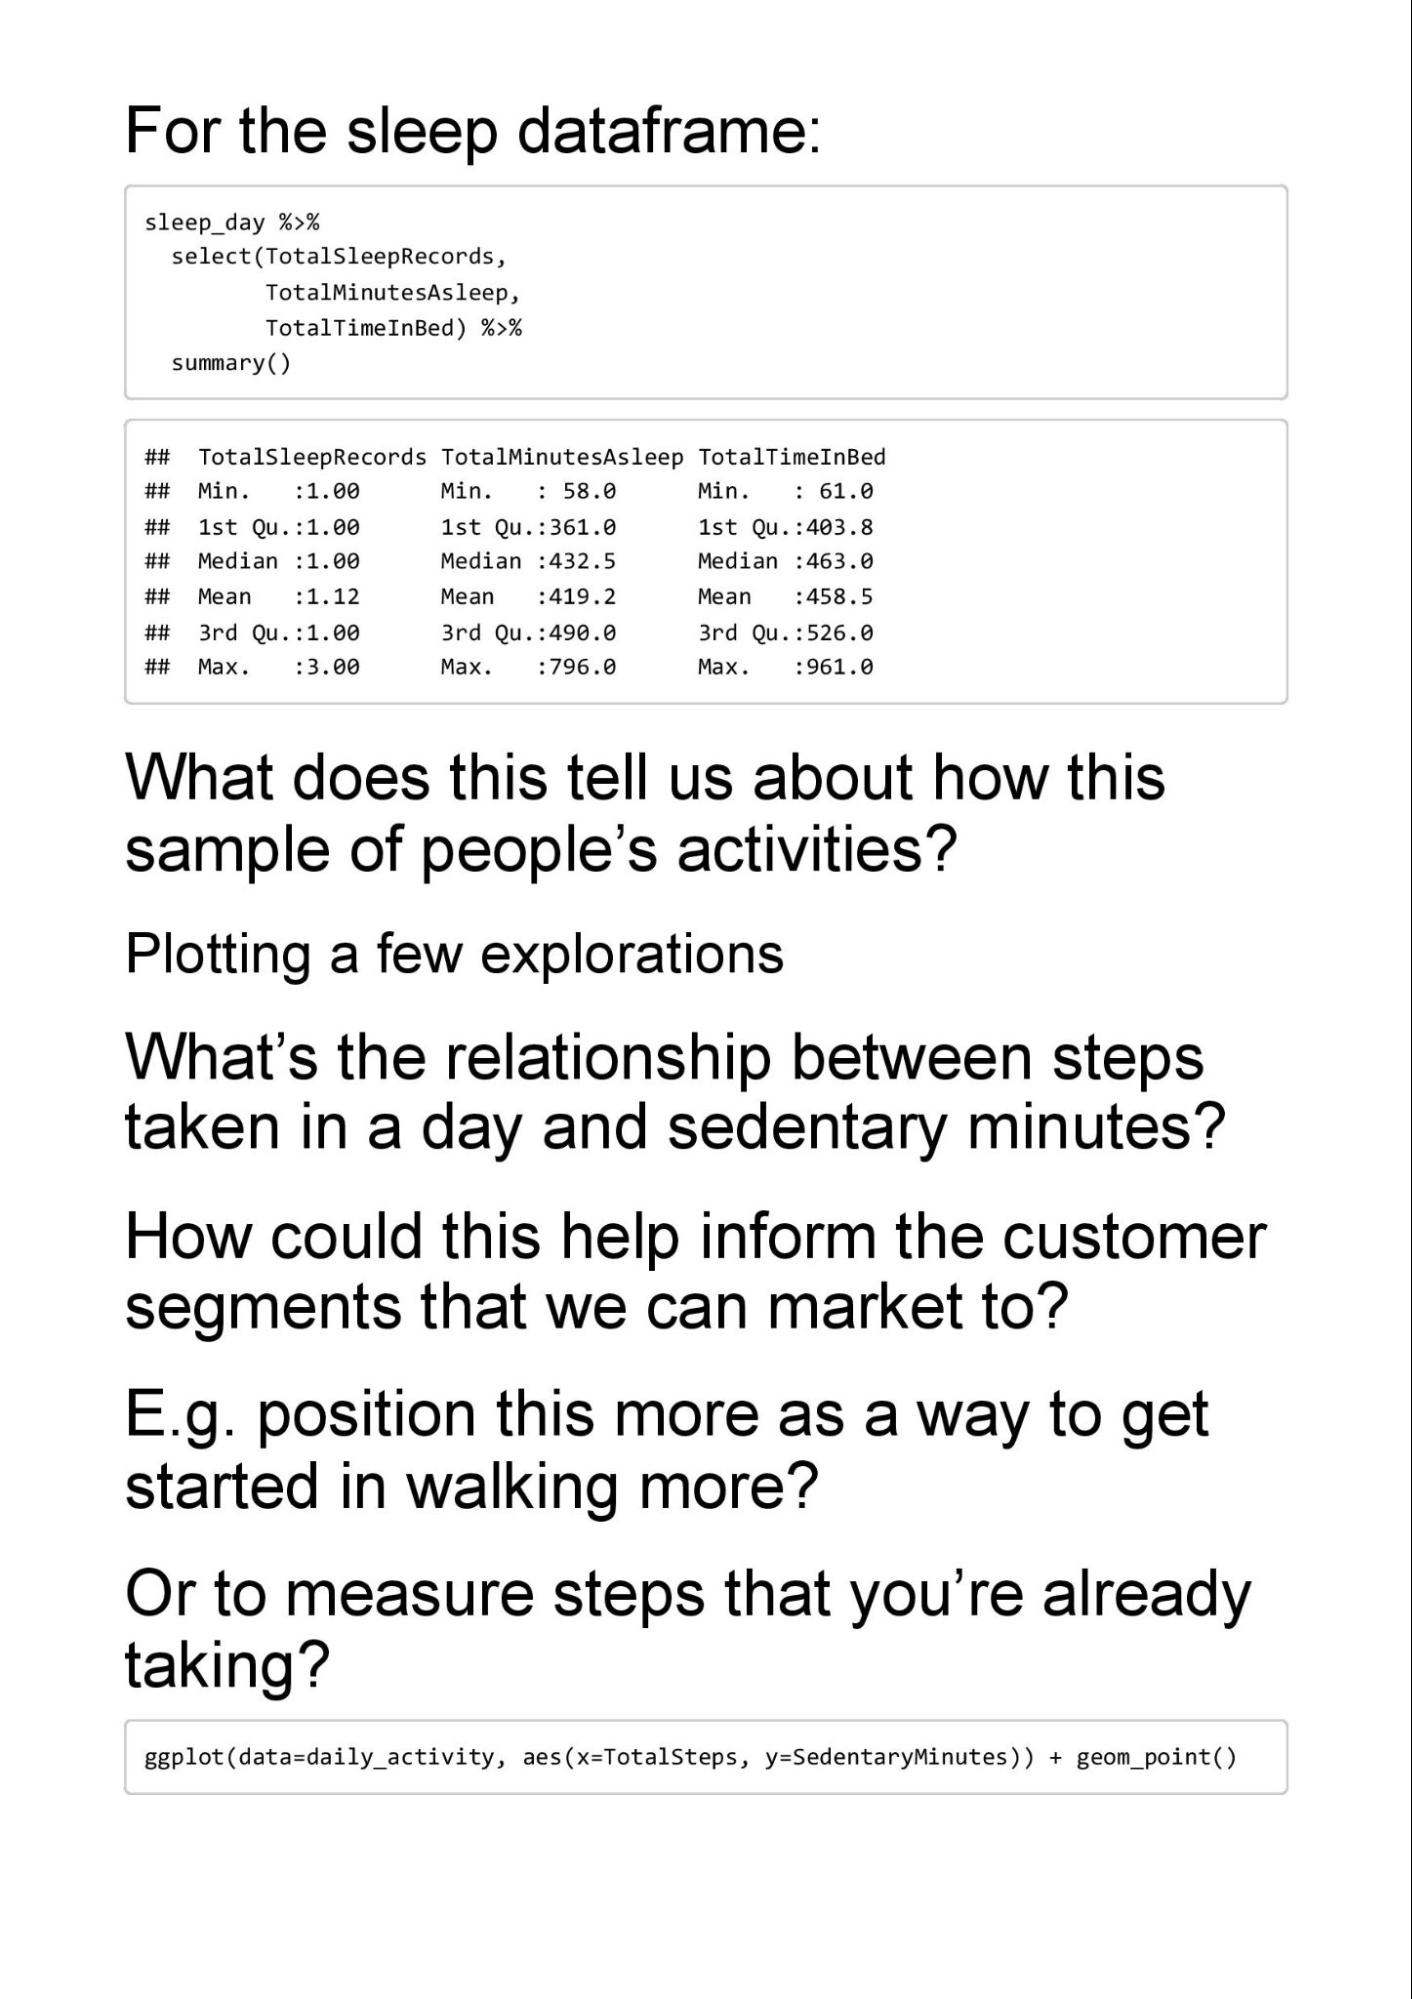 For the sleep dataframe:
sleep_day %>%
  select(TotalSleepRecords,
         TotalMinutesAsleep,
         TotalTimeInBed) %>%
  summary()
##  TotalSleepRecords TotalMinutesAsleep TotalTimeInBed
##  Min.   :1.00      Min.   : 58.0      Min.   : 61.0
##  1st Qu.:1.00      1st Qu.:361.0      1st Qu.:403.8
##  Median :1.00      Median :432.5      Median :463.0
##  Mean   :1.12      Mean   :419.2      Mean   :458.5
##  3rd Qu.:1.00      3rd Qu.:490.0      3rd Qu.:526.0
##  Max.   :3.00      Max.   :796.0      Max.   :961.0
What does this tell us about how this
sample of people’s activities?
Plotting a few explorations
What’s the relationship between steps
taken in a day and sedentary minutes?
How could this help inform the customer
segments that we can market to?
E.g. position this more as a way to get
started in walking more?
Or to measure steps that you’re already
taking?
ggplot(data=daily_activity, aes(x=TotalSteps, y=SedentaryMinutes)) + geom_point()